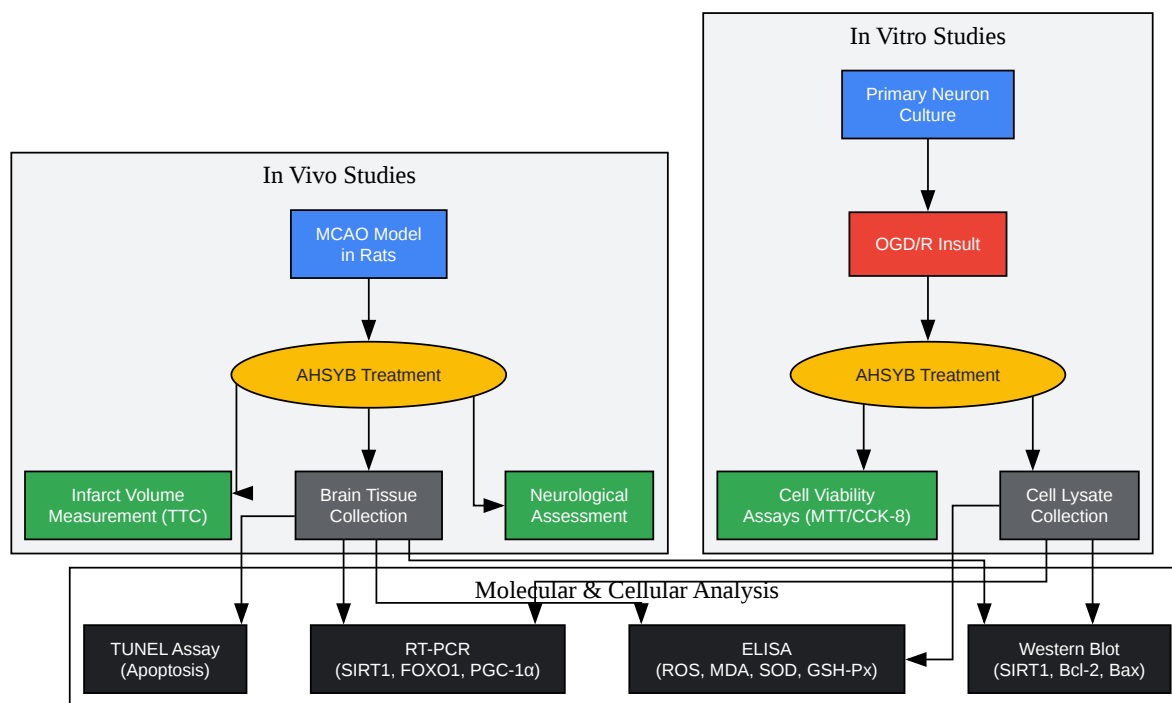 In Vitro Studies
Primary Neuron
Culture
OGD/R Insult
AHSYB Treatment
Cell Viability
Assays (MTT/CCK-8)
Cell Lysate
Collection
In Vivo Studies
MCAO Model
in Rats
AHSYB Treatment
Infarct Volume
Measurement (TTC)
Brain Tissue
Collection
Neurological
Assessment
Molecular & Cellular Analysis
TUNEL Assay
(Apoptosis)
RT-PCR
(SIRT1, FOXO1, PGC-1α)
ELISA
(ROS, MDA, SOD, GSH-Px)
Western Blot
(SIRT1, Bcl-2, Bax)